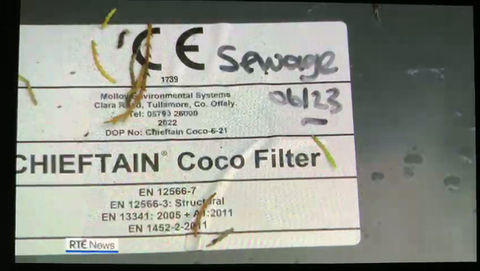 CE Sewage
1739
06/23
Molloy Environmental Systems
Clara Road, Tullamore, Co. Offaly
Tel: 05793 26000
2022
DOP No: Chieftain Coco-6-21
CHIEFTAIN® Coco Filter
EN 12566-7
EN 12566-3: Structural
EN 13341: 2005 + A1:2011
EN 1452-2-2011
RTÉ News